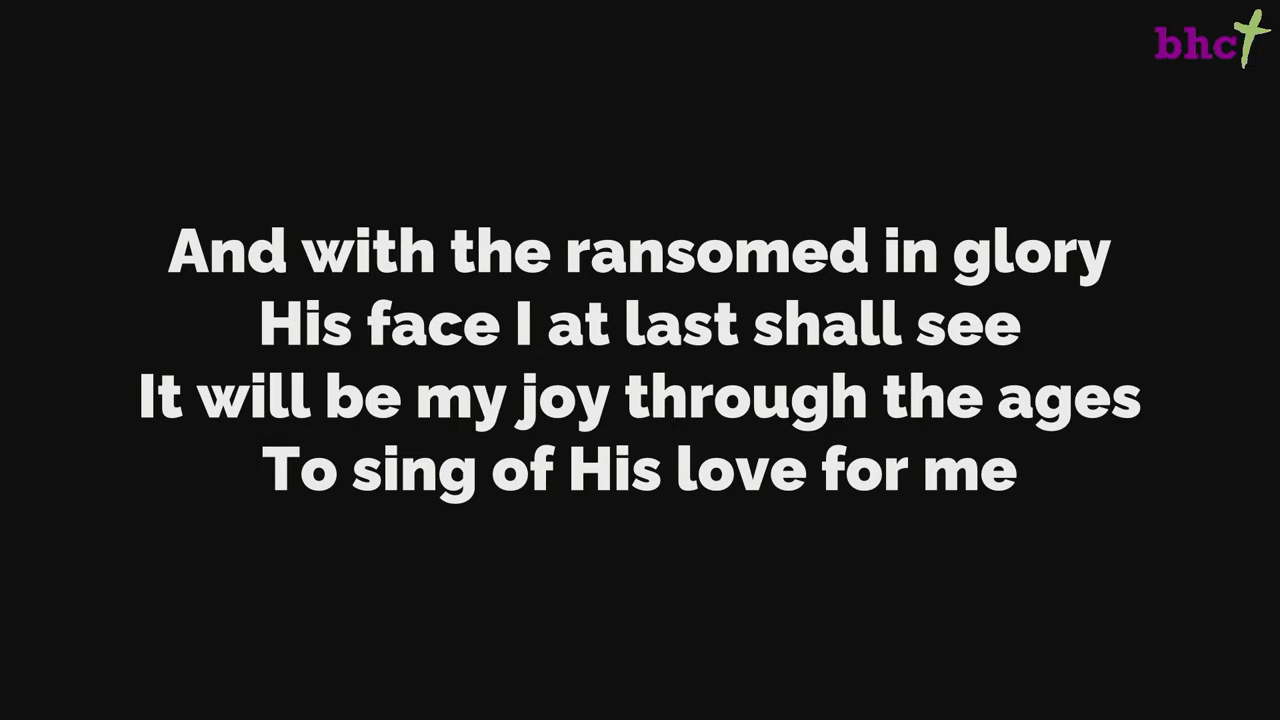 bhc
And with the ransomed in glory
His face I at last shall see
It will be my joy through the ages
To sing of His love for me